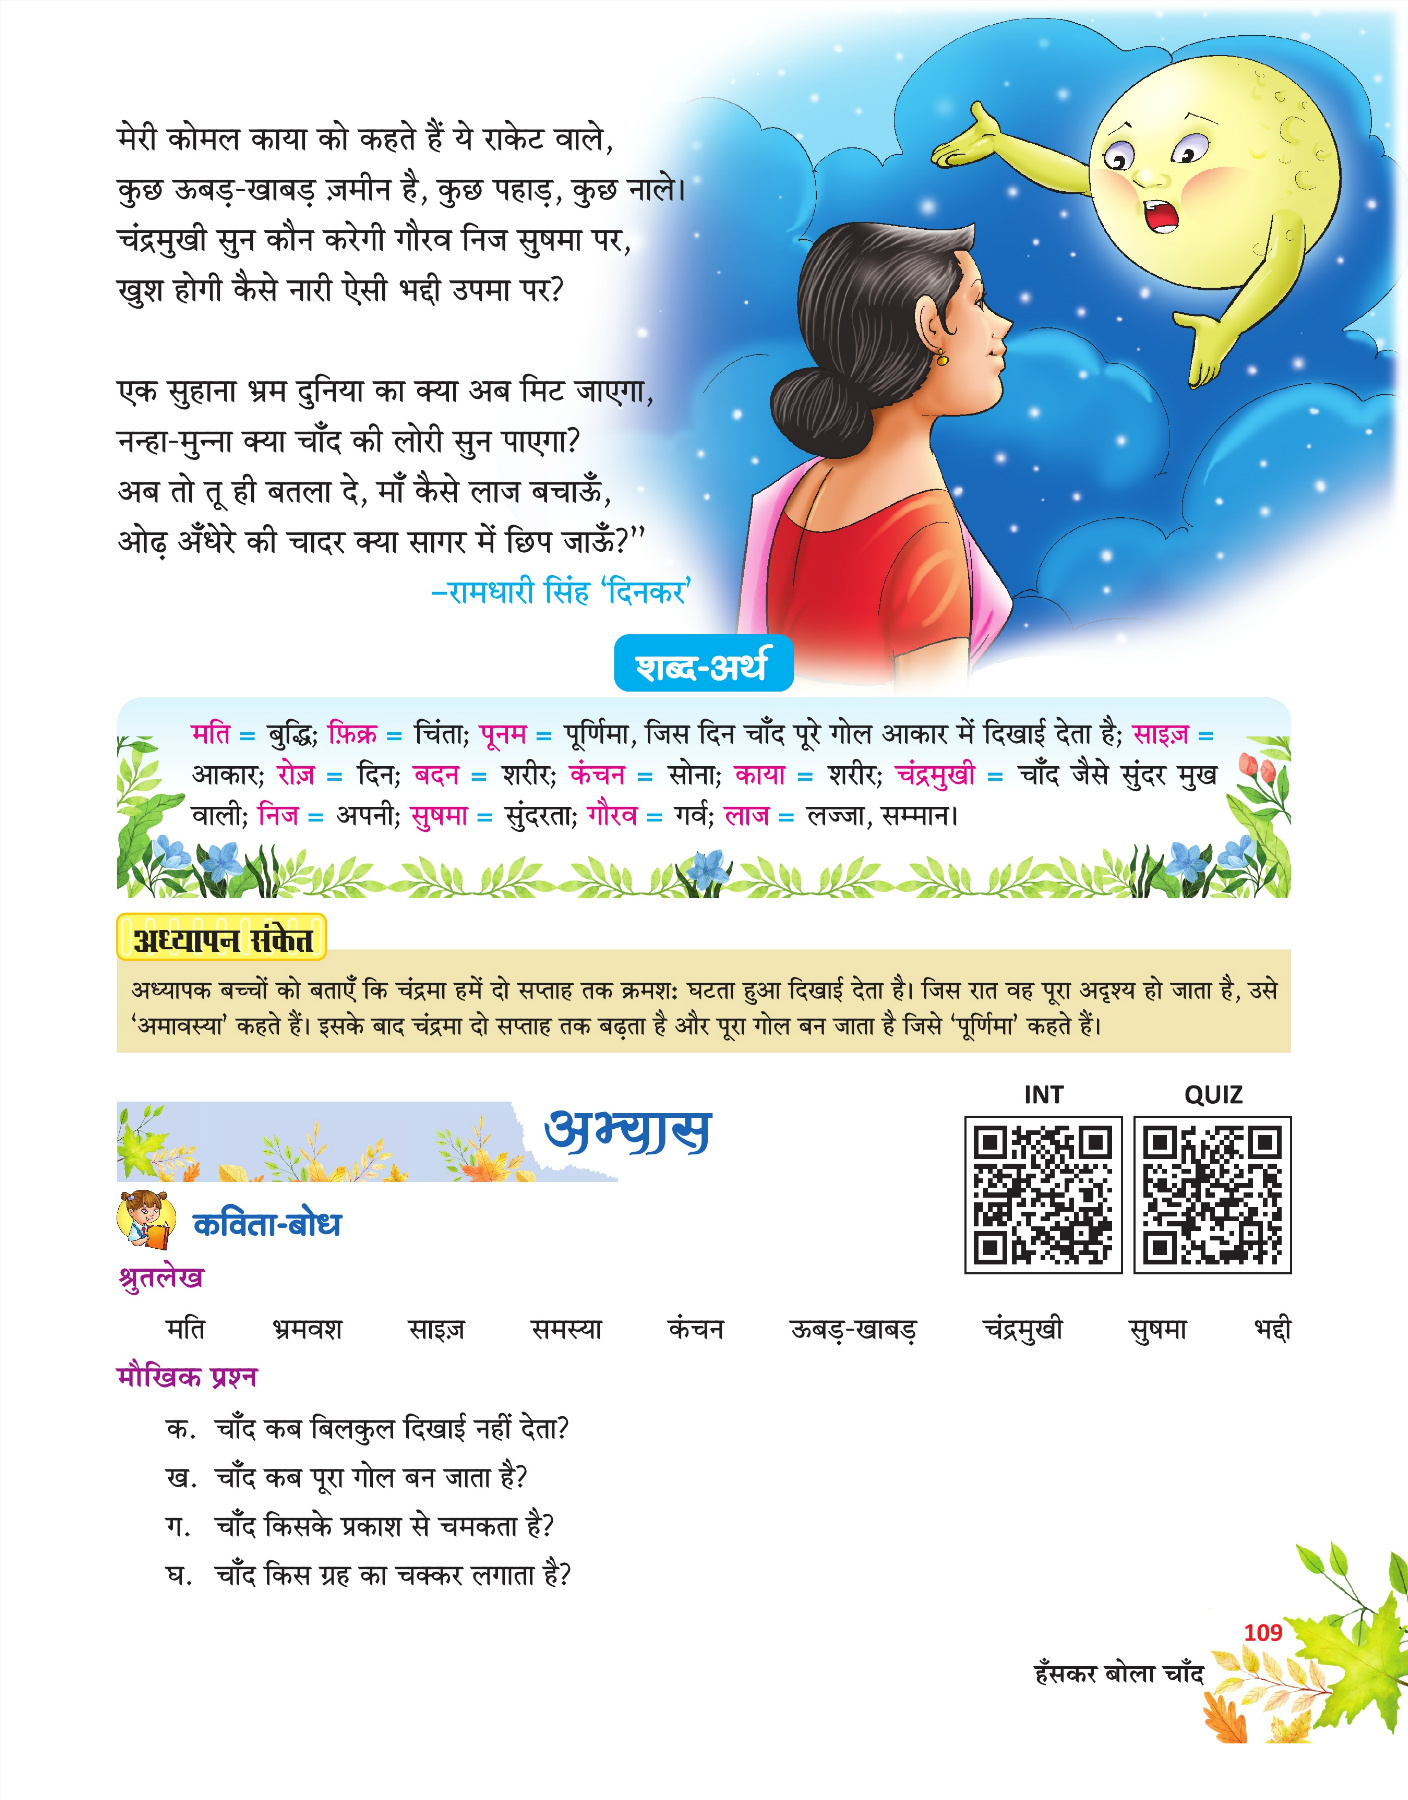 मेरी कोमल काया को कहते हैं ये राकेट वाले,
कुछ ऊबड़-खाबड़ ज़मीन है, कुछ पहाड़, कुछ नाले।
चंद्रमुखी सुन कौन करेगी गौरव निज सुषमा पर,
खुश होगी कैसे नारी ऐसी भद्दी उपमा पर?
एक सुहाना भ्रम दुनिया का क्या अब मिट जाएगा,
नन्हा-मुन्ना क्या चाँद की लोरी सुन पाएगा?
अब तो तू ही बतला दे, माँ कैसे लाज बचाऊँ,
ओढ़ अँधेरे की चादर क्या सागर में छिप जाऊँ?”
–रामधारी सिंह ‘दिनकर’
शब्द-अर्थ
मति = बुद्धि; फ़िक्र = चिंता; पूनम = पूर्णिमा, जिस दिन चाँद पूरे गोल आकार में दिखाई देता है; साइज़ =
आकार; रोज़ = दिन; बदन = शरीर; कंचन = सोना; काया = शरीर; चंद्रमुखी = चाँद जैसे सुंदर मुख
वाली; निज = अपनी; सुषमा = सुंदरता; गौरव = गर्व; लाज = लज्जा, सम्मान।
अध्यापन संकेत
अध्यापक बच्चों को बताएँ कि चंद्रमा हमें दो सप्ताह तक क्रमशः घटता हुआ दिखाई देता है। जिस रात वह पूरा अदृश्य हो जाता है, उसे
‘अमावस्या’ कहते हैं। इसके बाद चंद्रमा दो सप्ताह तक बढ़ता है और पूरा गोल बन जाता है जिसे ‘पूर्णिमा’ कहते हैं।
INT QUIZ
अभ्यास
कविता-बोध
श्रुतलेख
मति भ्रमवश साइज़ समस्या कंचन ऊबड़-खाबड़ चंद्रमुखी सुषमा भद्दी
मौखिक प्रश्न
क. चाँद कब बिलकुल दिखाई नहीं देता?
ख. चाँद कब पूरा गोल बन जाता है?
ग. चाँद किसके प्रकाश से चमकता है?
घ. चाँद किस ग्रह का चक्कर लगाता है?
109
हँसकर बोला चाँद